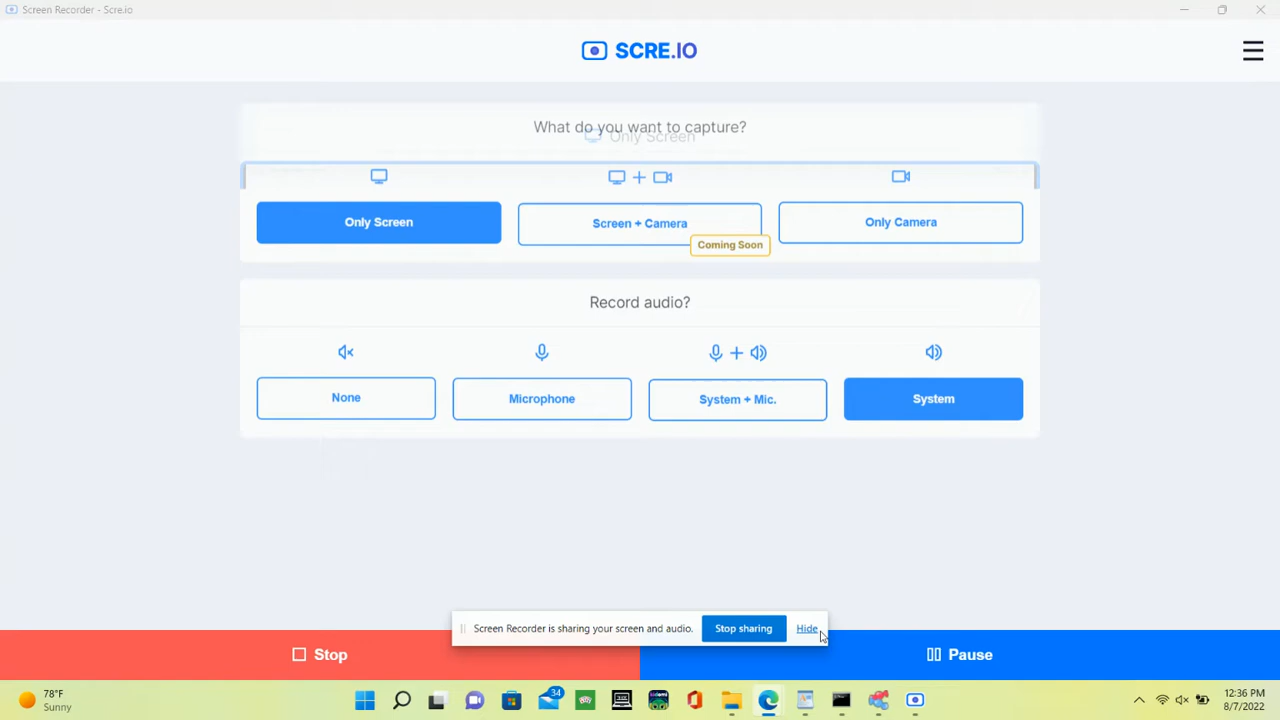 Screen Recorder - Scre.io
SCRE.IO
What do you want to capture?
Only Screen
Only Screen
Screen + Camera
Only Camera
Coming Soon
Record audio?
None
Microphone
System + Mic.
System
Screen Recorder is sharing your screen and audio.
Stop sharing
Hide
Stop
Pause
78°F
Sunny
34
12:36 PM
8/7/2022